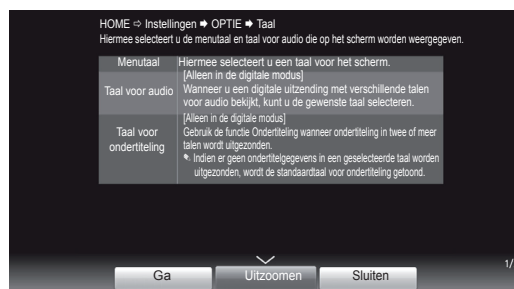 HOME ⇨ Instellingen ➡ OPTIE ➡ Taal
Hiermee selecteert u de menutaal en taal voor audio die op het scherm worden weergegeven.
Menutaal
Hiermee selecteert u een taal voor het scherm.
Taal voor audio
[Alleen in de digitale modus]
Wanneer u een digitale uitzending met verschillende talen
voor audio bekijkt, kunt u de gewenste taal selecteren.
Taal voor
ondertiteling
[Alleen in de digitale modus]
Gebruik de functie Ondertiteling wanneer ondertiteling in twee of meer
talen wordt uitgezonden.
Indien er geen ondertitelgegevens in een geselecteerde taal worden
uitgezonden, wordt de standaardtaal voor ondertiteling getoond.
1/
Ga
Uitzoomen
Sluiten